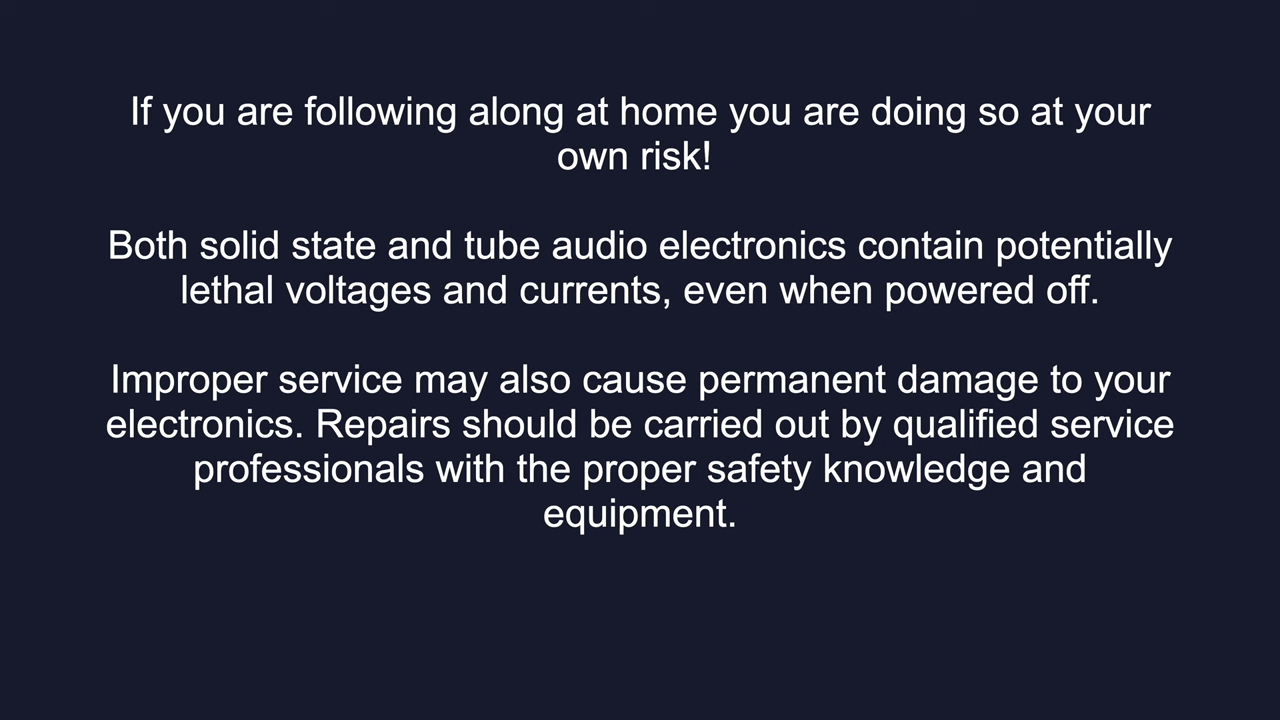 If you are following along at home you are doing so at your
own risk!
Both solid state and tube audio electronics contain potentially
lethal voltages and currents, even when powered off.
Improper service may also cause permanent damage to your
electronics. Repairs should be carried out by qualified service
professionals with the proper safety knowledge and
equipment.